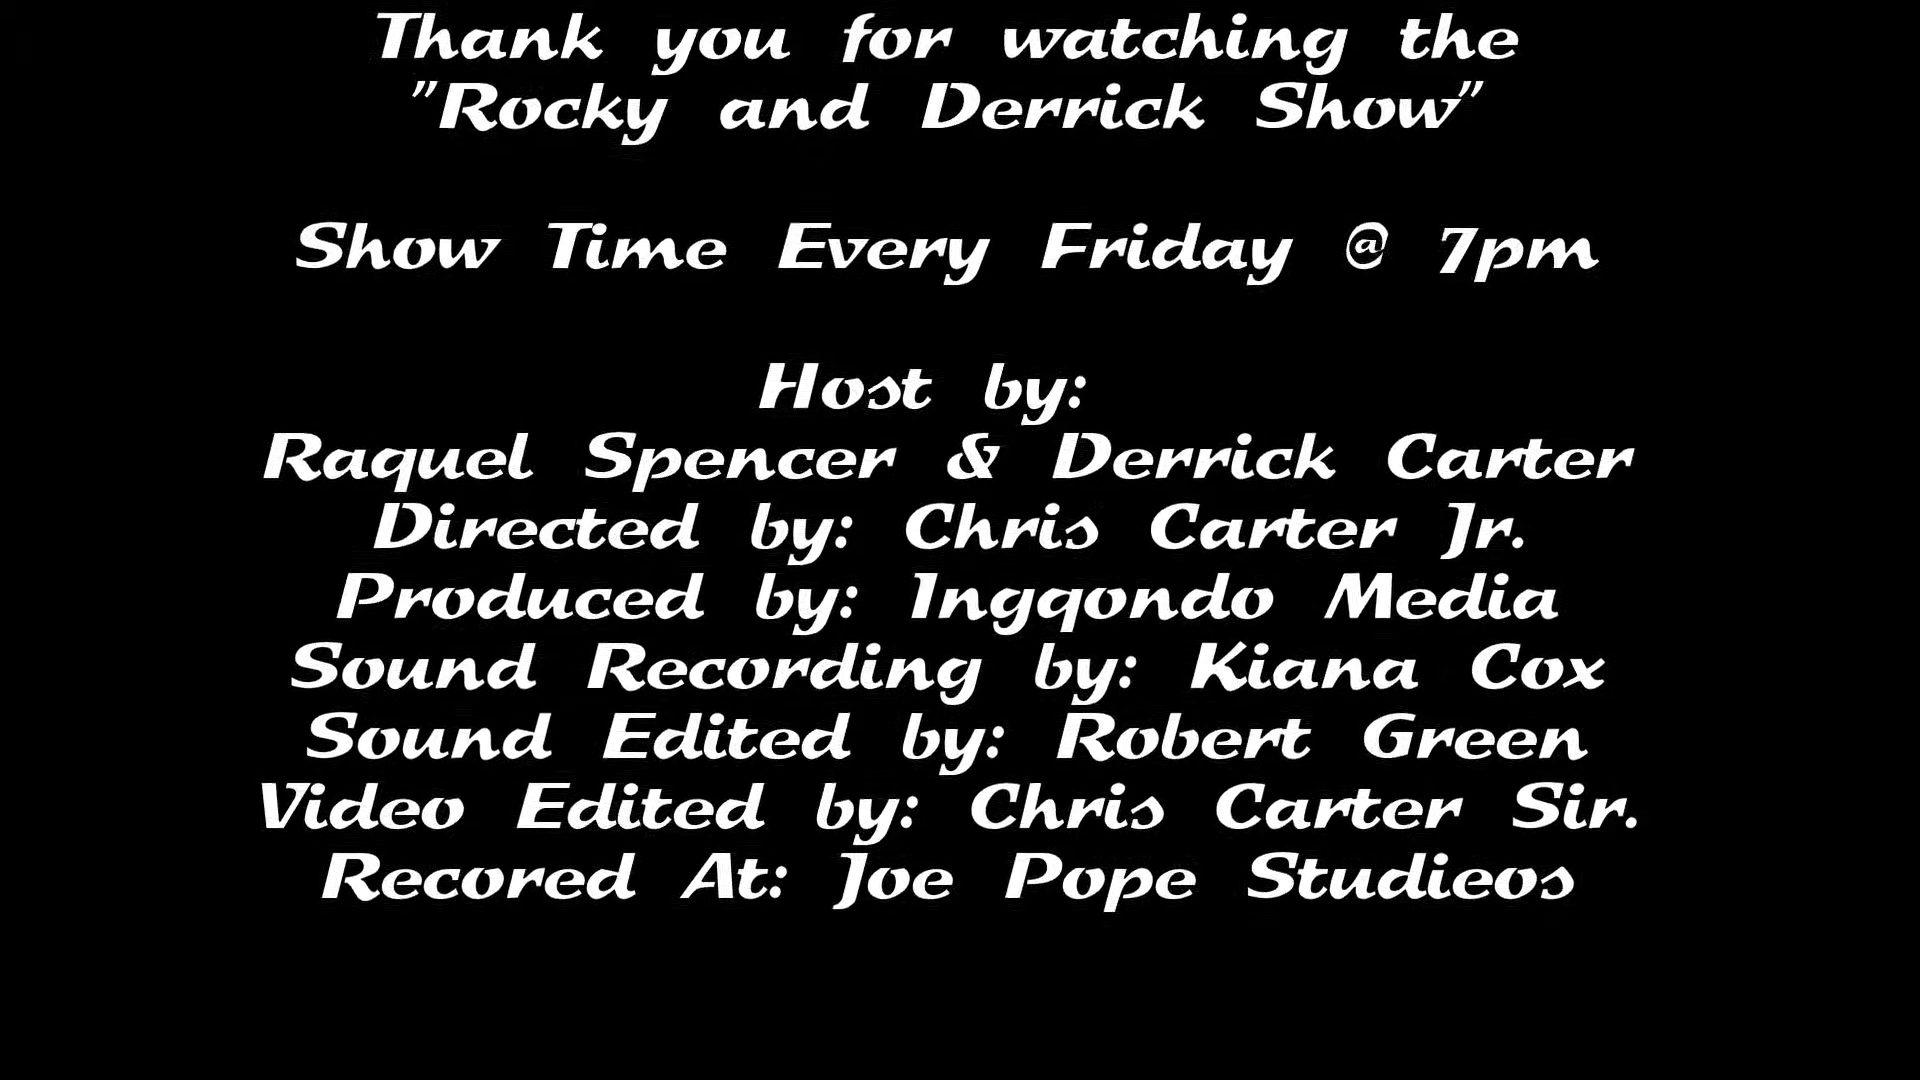 Thank you for watching the
"Rocky and Derrick Show"
Show Time Every Friday @ 7pm
Host by:
Raquel Spencer & Derrick Carter
Directed by: Chris Carter Jr.
Produced by: Ingqondo Media
Sound Recording by: Kiana Cox
Sound Edited by: Robert Green
Video Edited by: Chris Carter Sir.
Recored At: Joe Pope Studieos